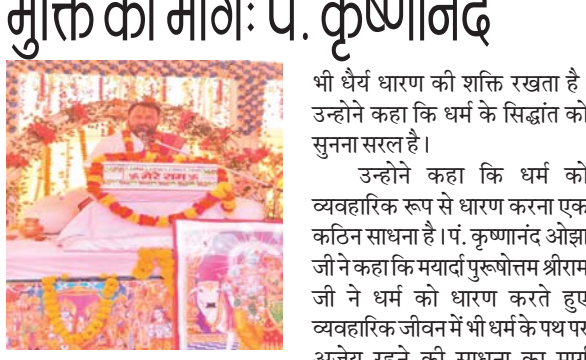 मुक्ति का मार्गः पं. कृष्णानंद
भी धैर्य धारण की शक्ति रखता है
उन्होने कहा कि धर्म के सिद्धांत को
सुनना सरल है।
उन्होने कहा कि धर्म को
व्यवहारिक रूप से धारण करना एक
कठिन साधना है। पं. कृष्णानंद ओझा
जी ने कहा कि मयार्दा पुरूषोत्तम श्रीराम
जी ने धर्म को धारण करते हुए
व्यवहारिक जीवन में भी धर्म के पथ पर
मेरे राम